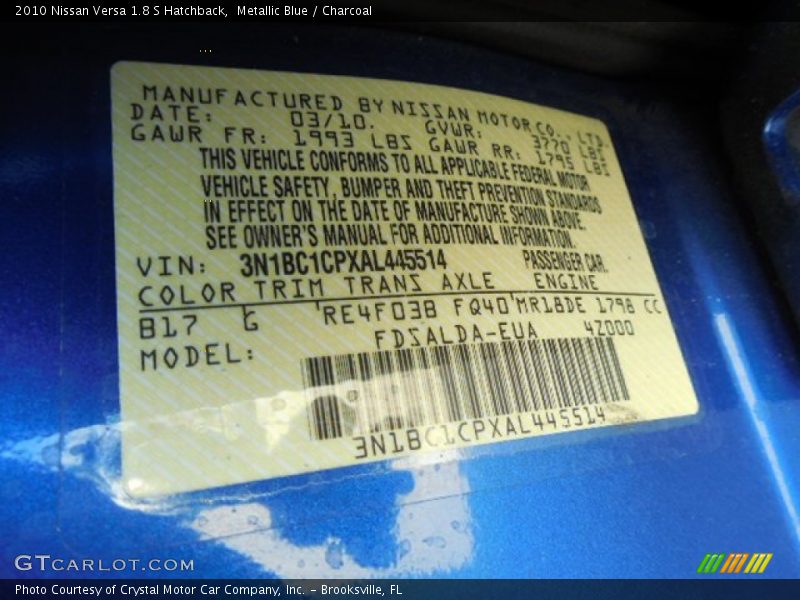 2010 Nissan Versa 1.8 S Hatchback,  Metallic Blue / Charcoal
MANUFACTURED BY NISSAN MOTOR CO., LTD.
DATE: 03/10. GVWR: 3770 LBS
GAWR FR: 1993 LBS GAWR RR: 1795 LBS
THIS VEHICLE CONFORMS TO ALL APPLICABLE FEDERAL MOTOR
VEHICLE SAFETY, BUMPER AND THEFT PREVENTION STANDARDS
IN EFFECT ON THE DATE OF MANUFACTURE SHOWN ABOVE.
SEE OWNER'S MANUAL FOR ADDITIONAL INFORMATION.
VIN: 3N1BC1CPXAL445514 PASSENGER CAR.
COLOR TRIM TRANS AXLE ENGINE
B17 G RE4F03B FQ40 MR18DE 1798 CC
MODEL: FDSALDA-EUA 4Z000
3N1BC1CPXAL445514
GTCARLOT.COM
Photo Courtesy of Crystal Motor Car Company, Inc. – Brooksville, FL